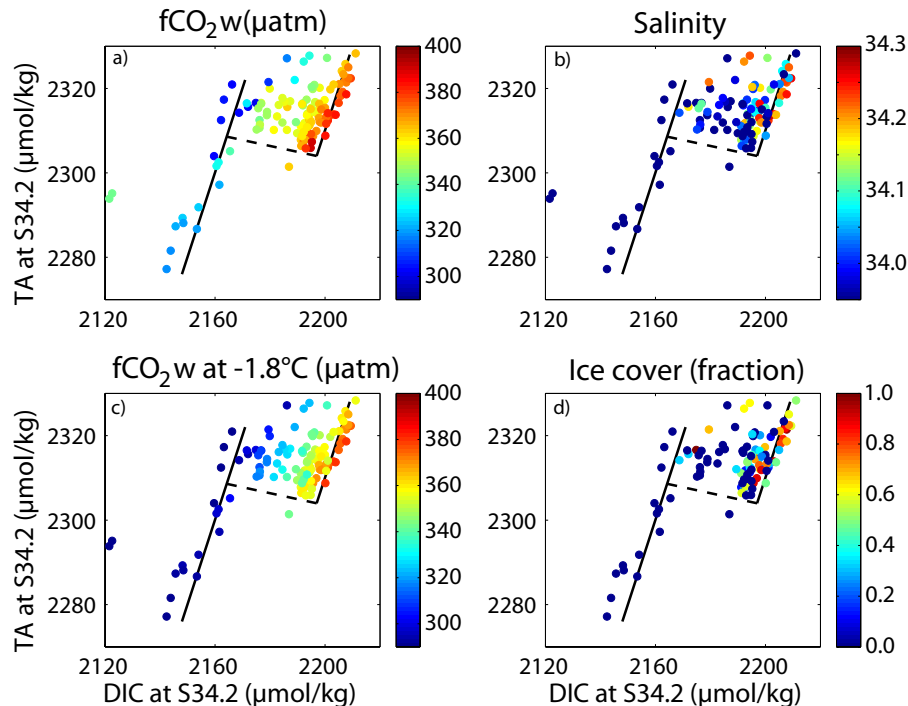 fCO2w(µatm)
Salinity
a)
b)
TA at S34.2 (µmol/kg)
2320
2300
2280
2120 2160 2200
400
380
360
340
320
300
2320
2300
2280
2120 2160 2200
34.3
34.2
34.1
34.0
fCO2w at -1.8°C (µatm)
Ice cover (fraction)
c)
d)
TA at S34.2 (µmol/kg)
2320
2300
2280
2120 2160 2200
400
380
360
340
320
300
2320
2300
2280
2120 2160 2200
1.0
0.8
0.6
0.4
0.2
0.0
DIC at S34.2 (µmol/kg)
DIC at S34.2 (µmol/kg)